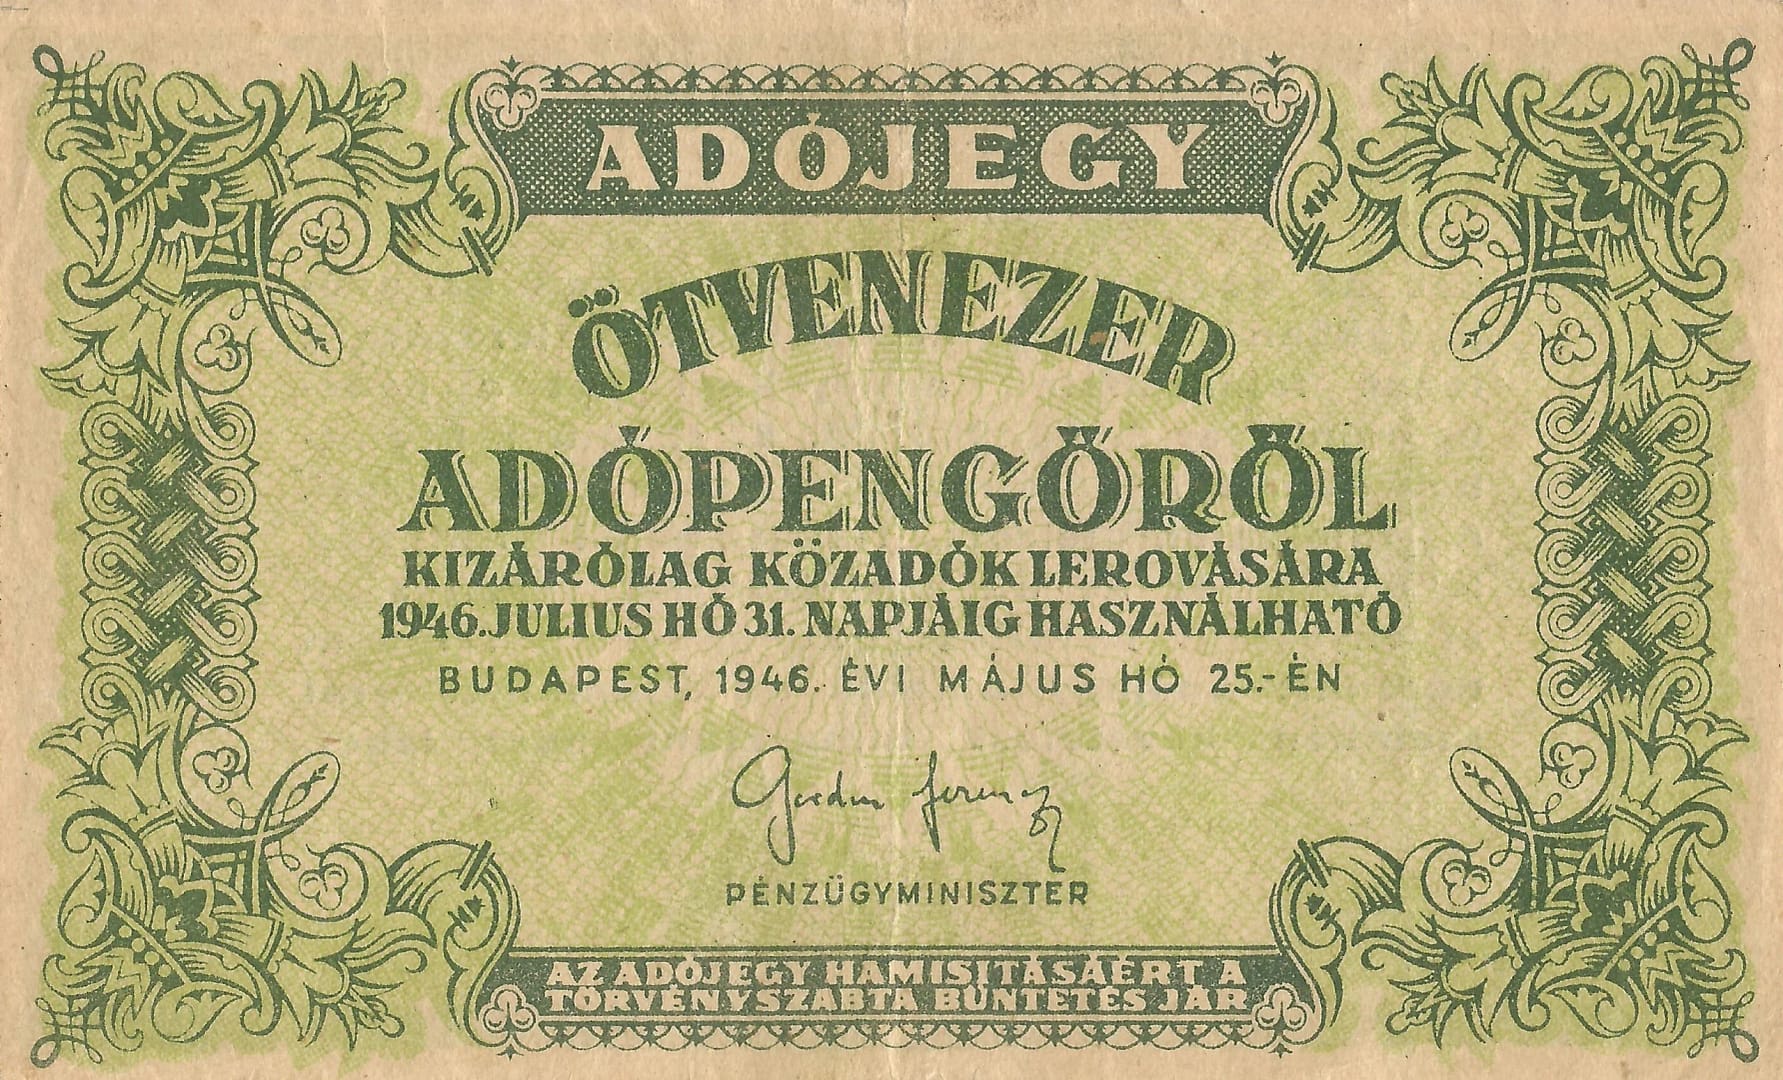 ADÓJEGY
ÖTVENEZER
ADÓPENGŐRŐL
KIZÁRÓLAG KÖZADÓK LEROVÁSÁRA
1946. JULIUS HÓ 31. NAPJÁIG HASZNÁLHATÓ
BUDAPEST, 1946. ÉVI MÁJUS HÓ 25.-ÉN
Gordon Ferenc
PÉNZÜGYMINISZTER
AZ ADÓJEGY HAMISITÁSÁÉRT A
TÖRVÉNYSZABTA BÜNTETÉS JÁR